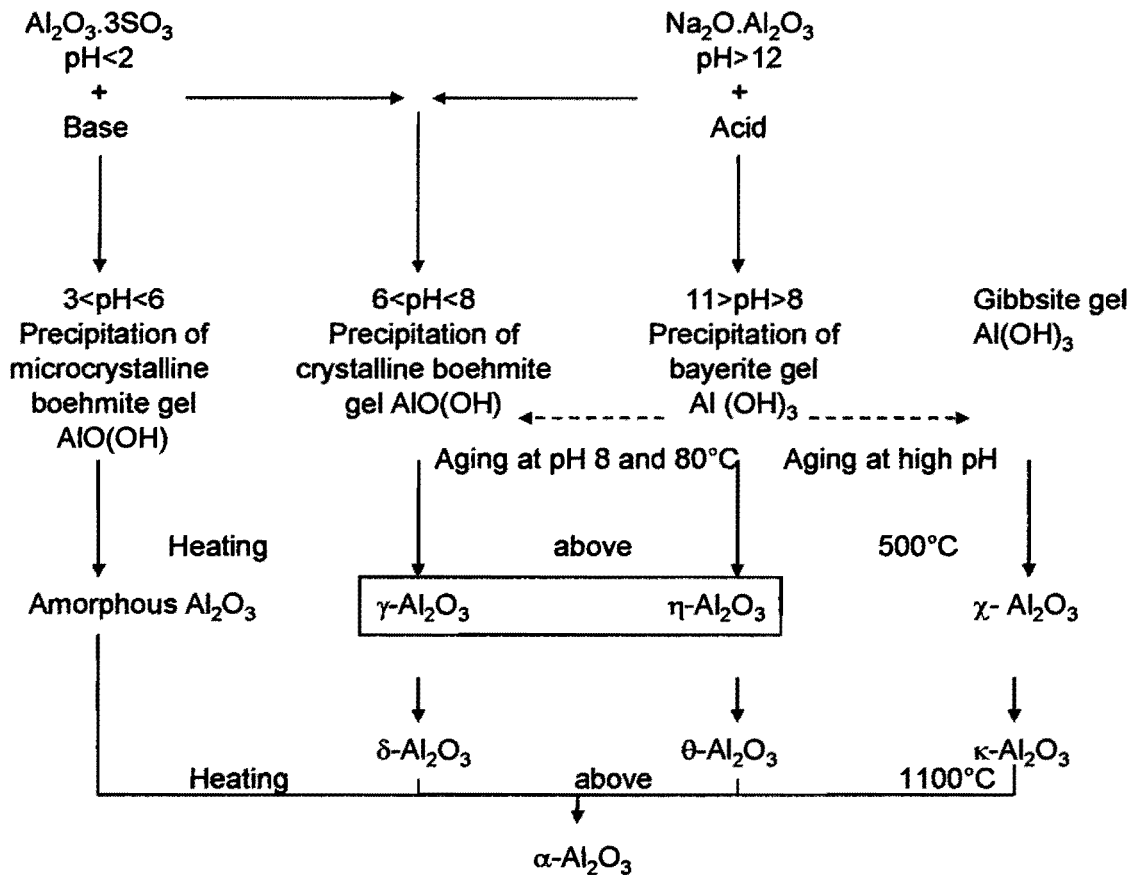 Al₂O₃.3SO₃
pH<2
+
Base
Na₂O.Al₂O₃
pH>12
+
Acid
3<pH<6
Precipitation of
microcrystalline
boehmite gel
AlO(OH)
6<pH<8
Precipitation of
crystalline boehmite
gel AlO(OH)
11>pH>8
Precipitation of
bayerite gel
Al (OH)₃
Gibbsite gel
Al(OH)₃
Aging at pH 8 and 80°C
Aging at high pH
Heating above 500°C
Amorphous Al₂O₃
γ-Al₂O₃
η-Al₂O₃
χ- Al₂O₃
δ-Al₂O₃
θ-Al₂O₃
κ-Al₂O₃
Heating above 1100°C
α-Al₂O₃